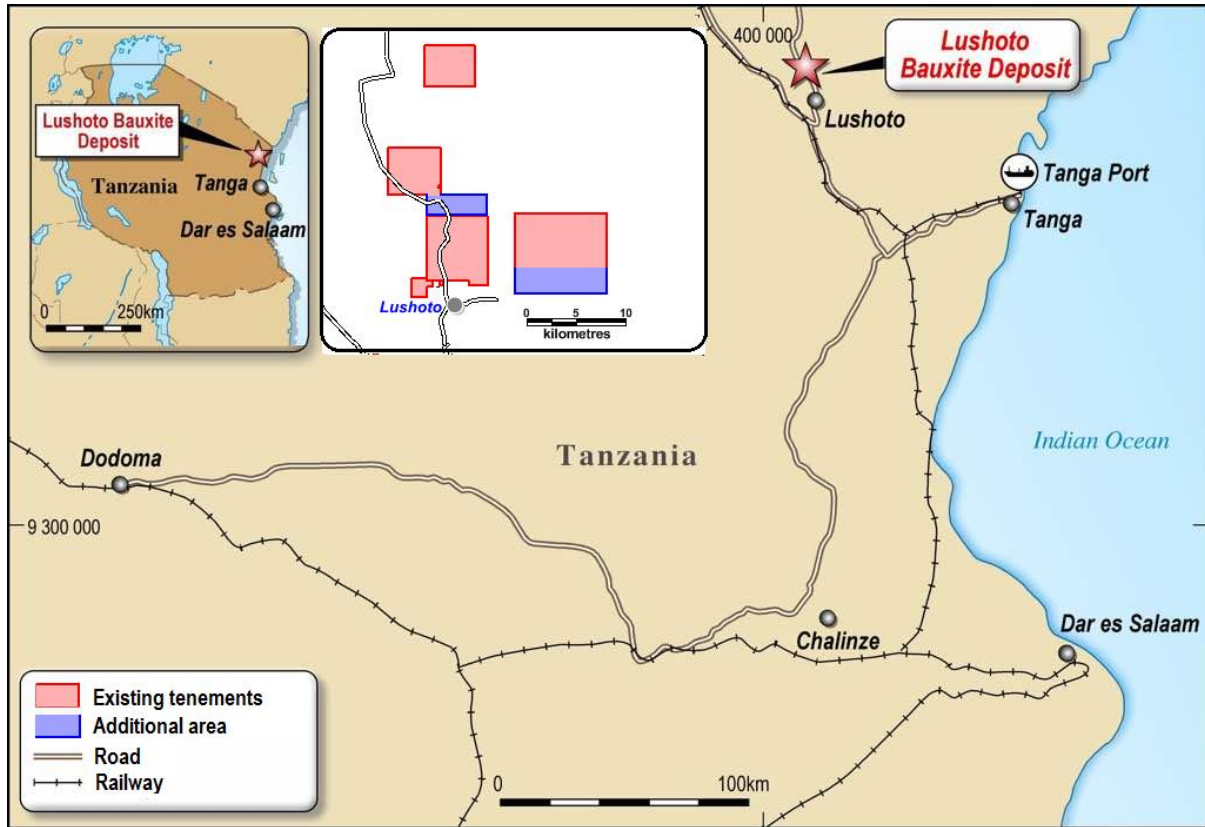 Lushoto Bauxite
Deposit
Tanzania
Tanga
Dar es Salaam
0
250km
Lushoto
0
5
10
kilometres
400 000
Lushoto
Bauxite Deposit
Lushoto
Tanga Port
Tanga
Indian Ocean
Tanzania
Dodoma
9 300 000
Chalinze
Dar es Salaam
Existing tenements
Additional area
Road
Railway
0
100km